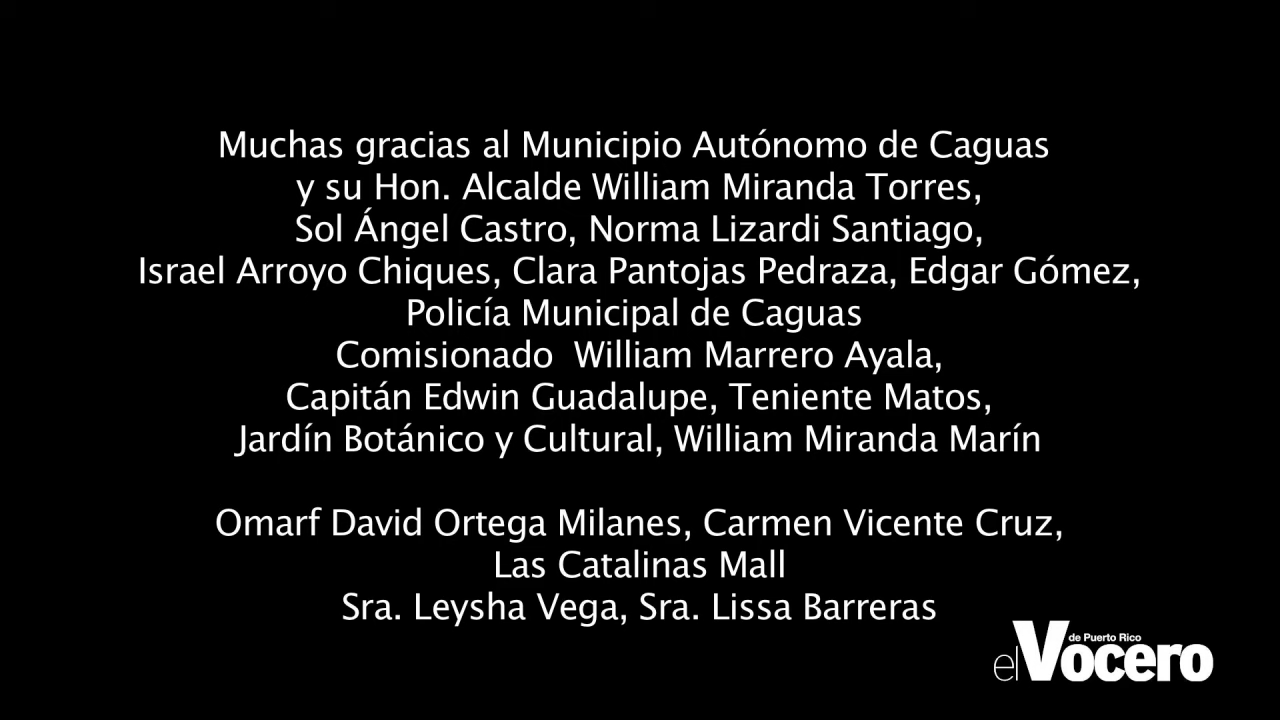 Muchas gracias al Municipio Autónomo de Caguas
y su Hon. Alcalde William Miranda Torres,
Sol Ángel Castro, Norma Lizardi Santiago,
Israel Arroyo Chiques, Clara Pantojas Pedraza, Edgar Gómez,
Policía Municipal de Caguas
Comisionado  William Marrero Ayala,
Capitán Edwin Guadalupe, Teniente Matos,
Jardín Botánico y Cultural, William Miranda Marín
Omarf David Ortega Milanes, Carmen Vicente Cruz,
Las Catalinas Mall
Sra. Leysha Vega, Sra. Lissa Barreras
de Puerto Rico
el Vocero